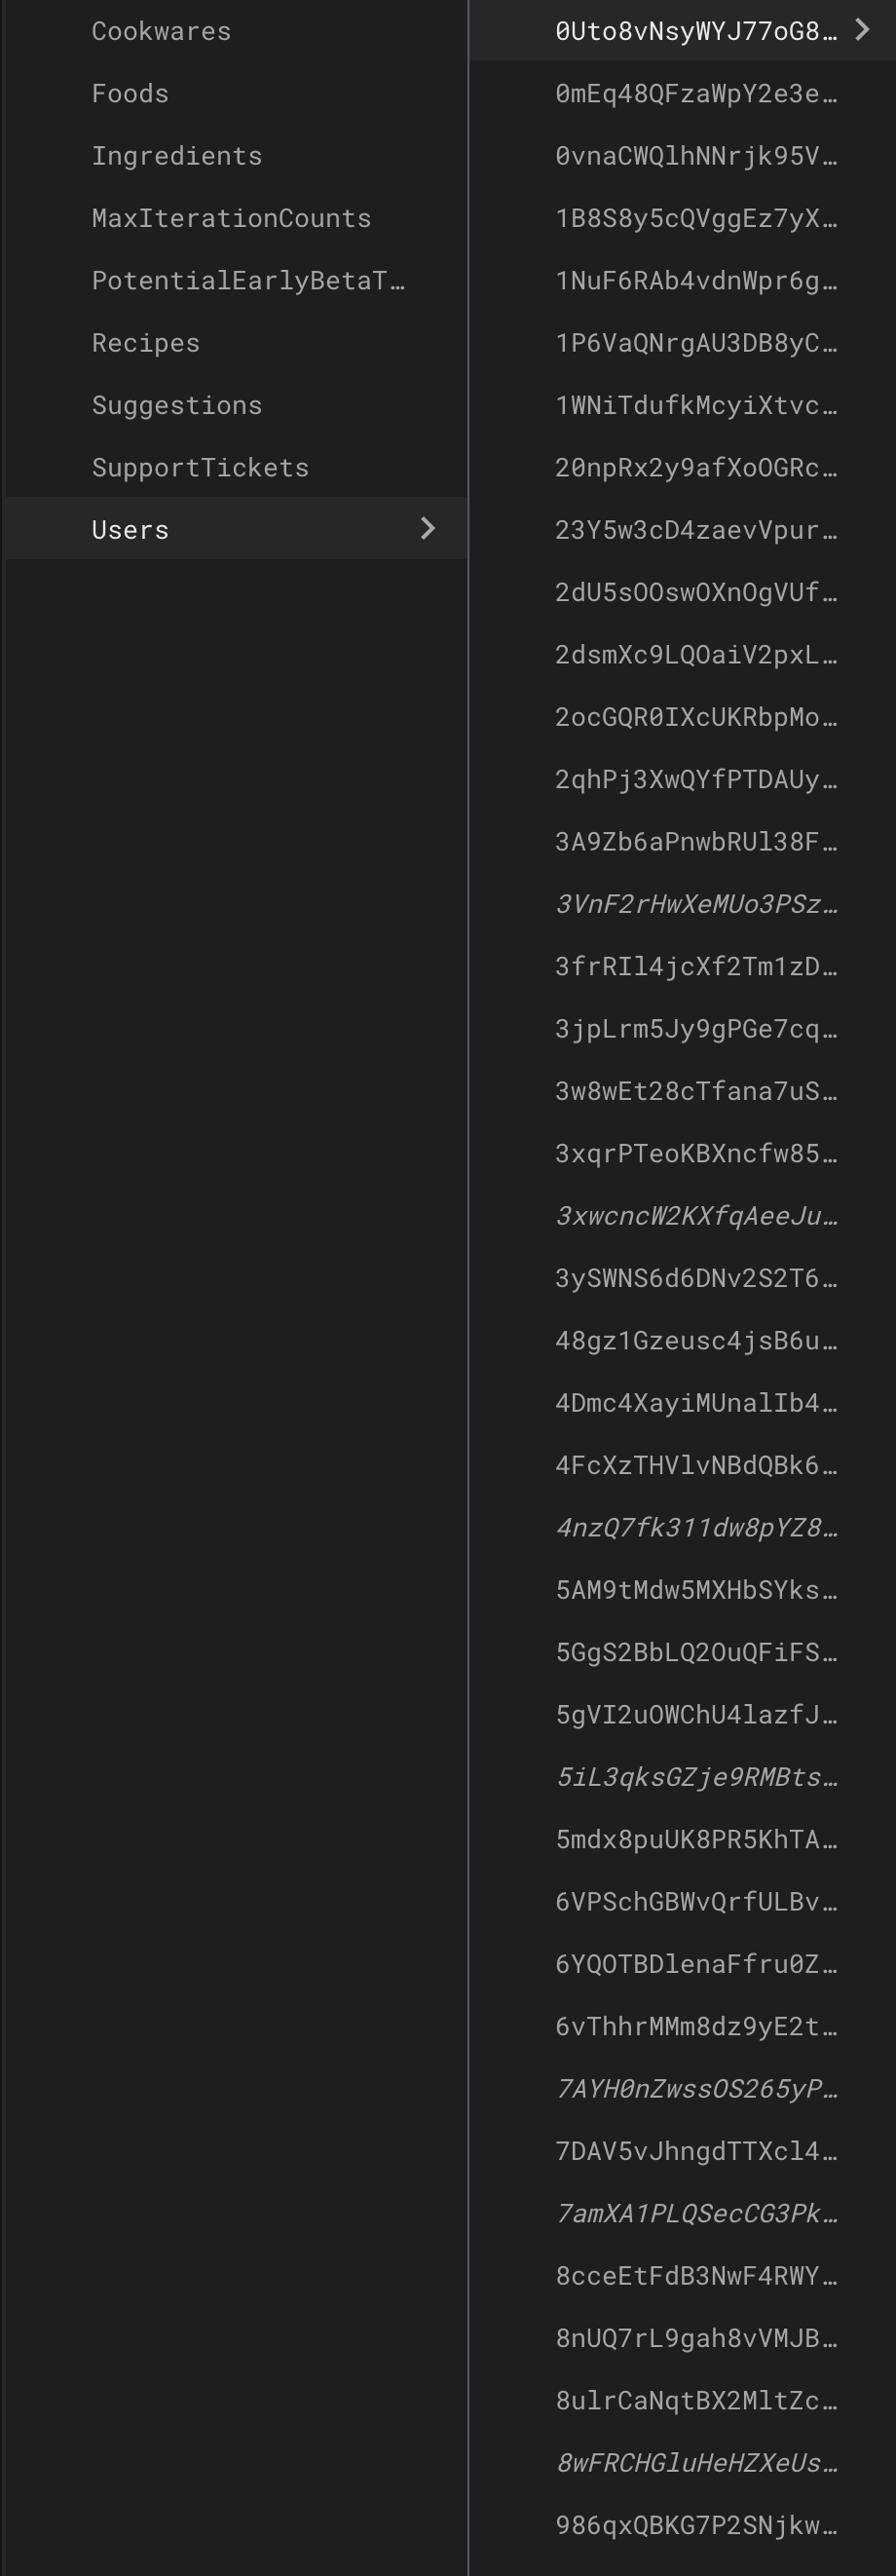 Cookwares
Foods
Ingredients
MaxIterationCounts
PotentialEarlyBetaT…
Recipes
Suggestions
SupportTickets
Users
0Uto8vNsyWYJ77oG8…
0mEq48QFzaWpY2e3e…
0vnaCWQlhNNrjk95V…
1B8S8y5cQVggEz7yX…
1NuF6RAb4vdnWpr6g…
1P6VaQNrgAU3DB8yC…
1WNiTdufkMcyiXtvc…
20npRx2y9afXoOGRc…
23Y5w3cD4zaevVpur…
2dU5sOOswOXnOgVUf…
2dsmXc9LQOaiV2pxL…
2ocGQR0IXcUKRbpMo…
2qhPj3XwQYfPTDAUy…
3A9Zb6aPnwbRUl38F…
3VnF2rHwXeMUo3PSz…
3frRIl4jcXf2Tm1zD…
3jpLrm5Jy9gPGe7cq…
3w8wEt28cTfana7uS…
3xqrPTeoKBXncfw85…
3xwcncW2KXfqAeeJu…
3ySWNS6d6DNv2S2T6…
48gz1Gzeusc4jsB6u…
4Dmc4XayiMUnalIb4…
4FcXzTHVlvNBdQBk6…
4nzQ7fk311dw8pYZ8…
5AM9tMdw5MXHbSYks…
5GgS2BbLQ2OuQFiFS…
5gVI2uOWChU4lazfJ…
5iL3qksGZje9RMBts…
5mdx8puUK8PR5KhTA…
6VPSchGBWvQrfULBv…
6YQOTBDlenaFfru0Z…
6vThhrMMm8dz9yE2t…
7AYH0nZwssOS265yP…
7DAV5vJhngdTTXcl4…
7amXA1PLQSecCG3Pk…
8cceEtFdB3NwF4RWY…
8nUQ7rL9gah8vVMJB…
8ulrCaNqtBX2MltZc…
8wFRCHGluHeHZXeUs…
986qxQBKG7P2SNjkw…